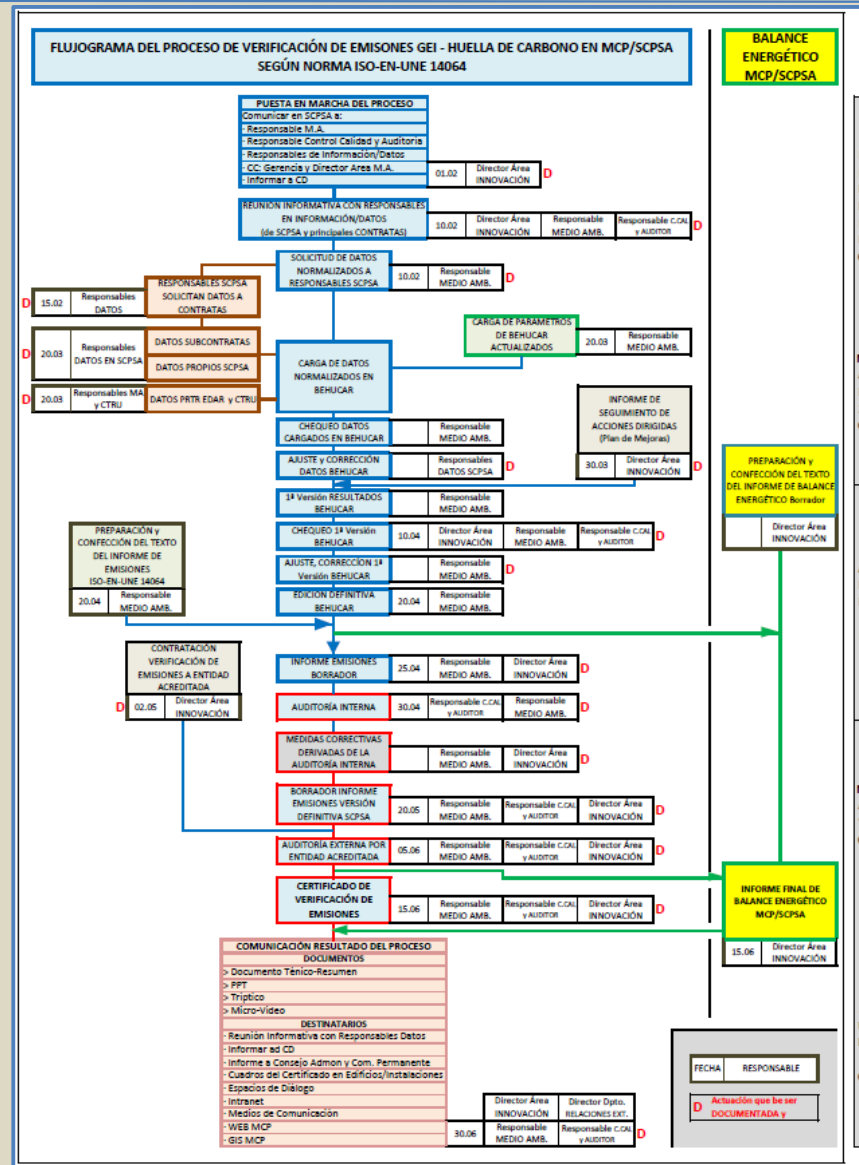 FLUJOGRAMA DEL PROCESO DE VERIFICACIÓN DE EMISONES GEI - HUELLA DE CARBONO EN MCP/SCPSA
SEGÚN NORMA ISO-EN-UNE 14064
BALANCE
ENERGÉTICO
MCP/SCPSA
PUESTA EN MARCHA DEL PROCESO
Comunicar en SCPSA a:
- Responsable M.A.
- Responsable Control Calidad y Auditoria
- Responsables de Información/Datos
- CC: Gerencia y Director Area M.A.
- Informar a CD
01.02
Director Área
INNOVACIÓN
D
REUNIÓN INFORMATIVA CON RESPONSABLES
EN INFORMACIÓN/DATOS
(de SCPSA y principales CONTRATAS)
10.02
Director Área
INNOVACIÓN
Responsable
MEDIO AMB.
Responsable C.CAL
y AUDITOR
D
SOLICITUD DE DATOS
NORMALIZADOS A
RESPONSABLES SCPSA
10.02
Responsable
MEDIO AMB.
D
D
15.02
Responsables
DATOS
RESPONSABLES SCPSA
SOLICITAN DATOS A
CONTRATAS
D
20.03
Responsables
DATOS EN SCPSA
DATOS SUBCONTRATAS
DATOS PROPIOS SCPSA
D
20.03
Responsables MA
y CTRU
DATOS PRTR EDAR y CTRU
CARGA DE DATOS
NORMALIZADOS EN
BEHUCAR
CARGA DE PARAMETROS
DE BEHUCAR
ACTUALIZADOS
20.03
Responsable
MEDIO AMB.
CHEQUEO DATOS
CARGADOS EN BEHUCAR
Responsable
MEDIO AMB.
AJUSTE y CORRECCIÓN
DATOS BEHUCAR
Responsables
DATOS SCPSA
D
INFORME DE
SEGUIMIENTO DE
ACCIONES DIRIGIDAS
(Plan de Mejoras)
30.03
Director Área
INNOVACIÓN
D
1ª Versión RESULTADOS
BEHUCAR
Responsable
MEDIO AMB.
CHEQUEO 1ª Versión
BEHUCAR
10.04
Director Área
INNOVACIÓN
Responsable
MEDIO AMB.
Responsable C.CAL
y AUDITOR
D
AJUSTE, CORRECCÍON 1ª
Versión BEHUCAR
Responsable
MEDIO AMB.
D
EDICIÓN DEFINITIVA
BEHUCAR
20.04
Responsable
MEDIO AMB.
PREPARACIÓN y
CONFECCIÓN DEL TEXTO
DEL INFORME DE
EMISIONES
ISO-EN-UNE 14064
20.04
Responsable
MEDIO AMB.
PREPARACIÓN y
CONFECCIÓN DEL TEXTO
DEL INFORME DE BALANCE
ENERGÉTICO Borrador
Director Área
INNOVACIÓN
CONTRATACIÓN
VERIFICACIÓN DE
EMISIONES A ENTIDAD
ACREDITADA
D
02.05
Director Área
INNOVACIÓN
INFORME EMISIONES
BORRADOR
25.04
Responsable
MEDIO AMB.
Director Área
INNOVACIÓN
D
AUDITORÍA INTERNA
30.04
Responsable C.CAL
y AUDITOR
Responsable
MEDIO AMB.
D
MEDIDAS CORRECTIVAS
DERIVADAS DE LA
AUDITORÍA INTERNA
Responsable
MEDIO AMB.
Director Área
INNOVACIÓN
D
BORRADOR INFORME
EMISIONES VERSIÓN
DEFINITIVA SCPSA
20.05
Responsable
MEDIO AMB.
Responsable C.CAL
y AUDITOR
Director Área
INNOVACIÓN
D
AUDITORÍA EXTERNA POR
ENTIDAD ACREDITADA
05.06
Responsable
MEDIO AMB.
Responsable C.CAL
y AUDITOR
Director Área
INNOVACIÓN
D
CERTIFICADO DE
VERIFICACIÓN DE
EMISIONES
15.06
Responsable
MEDIO AMB.
Responsable C.CAL
y AUDITOR
Director Área
INNOVACIÓN
D
INFORME FINAL DE
BALANCE ENERGÉTICO
MCP/SCPSA
15.06
Director Área
INNOVACIÓN
COMUNICACIÓN RESULTADO DEL PROCESO
DOCUMENTOS
> Documento Ténico-Resumen
> PPT
> Triptico
> Micro-Video
DESTINATARIOS
- Reunión Informativa con Responsables Datos
- Informar ad CD
- Informe a Consejo Admon y Com. Permanente
- Cuadros del Certificado en Edificios/Instalaciones
- Espacios de Diálogo
- Intranet
- Medios de Comunicación
- WEB MCP
- GIS MCP
30.06
Director Área
INNOVACIÓN
Director Dpto.
RELACIONES EXT.
Responsable
MEDIO AMB.
Responsable C.CAL
y AUDITOR
D
FECHA
RESPONSABLE
D
Actuación que be ser
DOCUMENTADA y